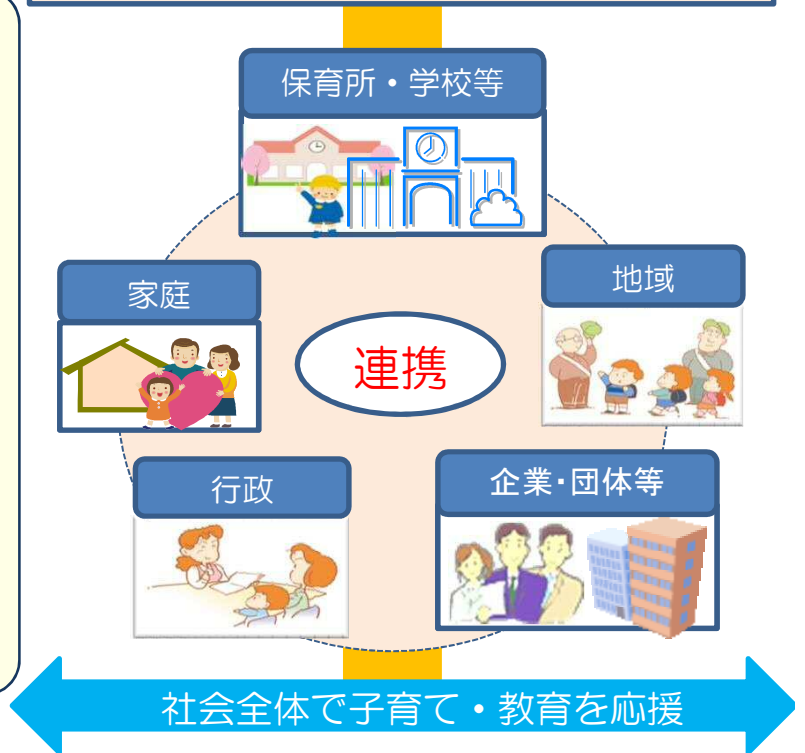 保育所・学校等
家庭
地域
連携
行政
企業・団体等
社会全体で子育て・教育を応援